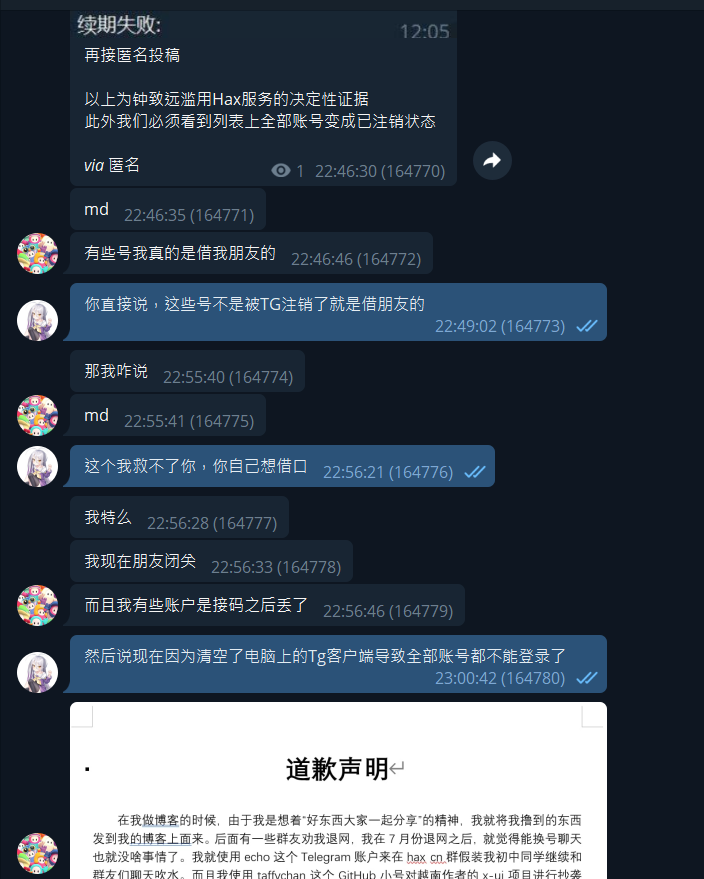 续期失败:
12:05
再接匿名投稿
以上为钟致远滥用Hax服务的决定性证据
此外我们必须看到列表上全部账号变成已注销状态
via 匿名
1 22:46:30 (164770)
md 22:46:35 (164771)
有些号我真的是借我朋友的 22:46:46 (164772)
你直接说，这些号不是被TG注销了就是借朋友的
22:49:02 (164773)
那我咋说 22:55:40 (164774)
md 22:55:41 (164775)
这个我救不了你，你自己想借口 22:56:21 (164776)
我特么 22:56:28 (164777)
我现在朋友闭关 22:56:33 (164778)
而且我有些账户是接码之后丢了 22:56:46 (164779)
然后说现在因为清空了电脑上的Tg客户端导致全部账号都不能登录了
23:00:42 (164780)
道歉声明
在我做博客的时候，由于我是想着“好东西大家一起分享”的精神，我就将我撸到的东西
发到我的博客上面来。后面有一些群友劝我退网，我在 7 月份退网之后，就觉得能换号聊天
也就没啥事情了。我就使用 echo 这个 Telegram 账户来在 hax cn 群假装我初中同学继续和
群友们聊天吹水。而且我使用 taffychan 这个 GitHub 小号对越南作者的 x-ui 项目进行抄袭